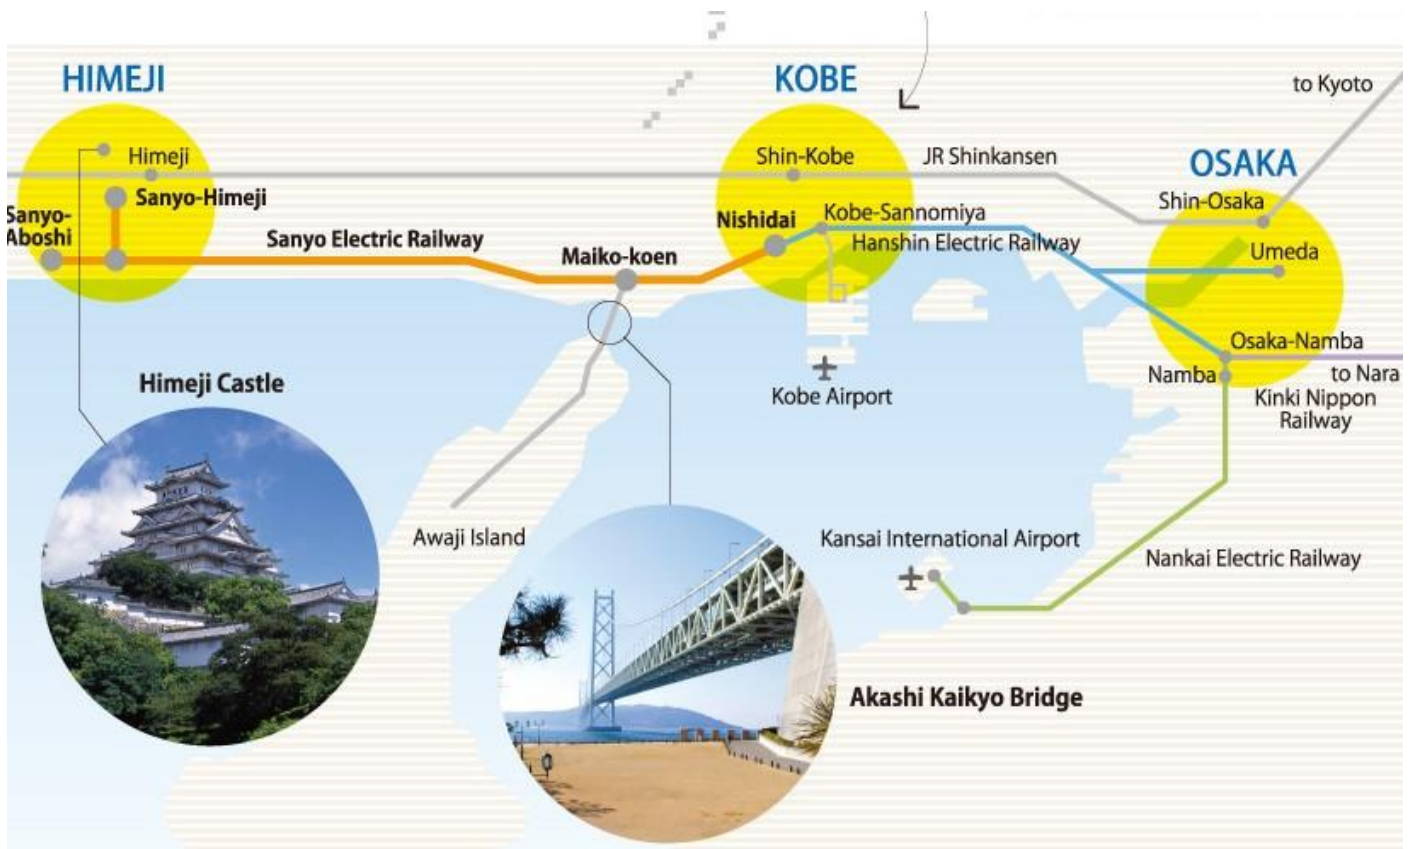 HIMEJI
KOBE
to Kyoto
Himeji
Shin-Kobe
JR Shinkansen
OSAKA
Sanyo-Himeji
Shin-Osaka
Sanyo-
Aboshi
Nishidai
Kobe-Sannomiya
Sanyo Electric Railway
Hanshin Electric Railway
Maiko-koen
Umeda
Osaka-Namba
Himeji Castle
Namba
to Nara
Kobe Airport
Kinki Nippon
Railway
Awaji Island
Kansai International Airport
Nankai Electric Railway
Akashi Kaikyo Bridge